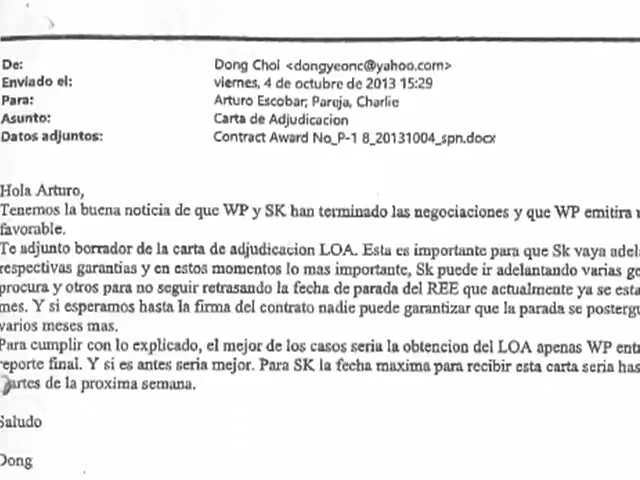 De: Dong Choi <dongyeonc@yahoo.com>
Enviado el: viernes, 4 de octubre de 2013 15:29
Para: Arturo Escobar; Pareja, Charlie
Asunto: Carta de Adjudicacion
Datos adjuntos: Contract Award No_P-1 8_20131004_spn.docx
Hola Arturo,
Tenemos la buena noticia de que WP y SK han terminado las negociaciones y que WP emitira
favorable.
Te adjunto borrador de la carta de adjudicacion LOA. Esta es importante para que Sk vaya adel
respectivas garantias y en estos momentos lo mas importante, Sk puede ir adelantando varias ge
procura y otros para no seguir retrasando la fecha de parada del REE que actualmente ya se esta
mes. Y si esperamos hasta la firma del contrato nadie puede garantizar que la parada se postergu
varios meses mas.
Para cumplir con lo explicado, el mejor de los casos seria la obtencion del LOA apenas WP ent
reporte final. Y si es antes seria mejor. Para SK la fecha maxima para recibir esta carta seria has
artes de la proxima semana.
Saludo
Dong